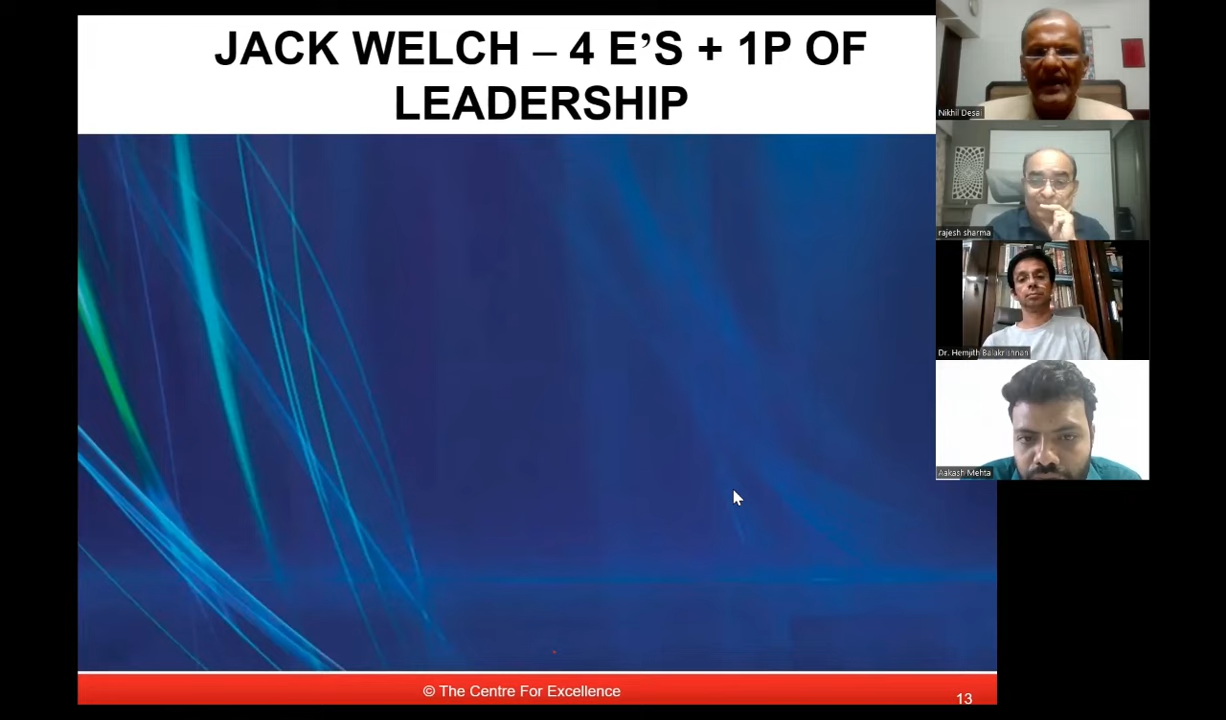 JACK WELCH – 4 E’S + 1P OF
LEADERSHIP
Nikhil Desai
rajesh sharma
Dr. Hemjith Balakrishnan
Aakash Mehta
© The Centre For Excellence
13